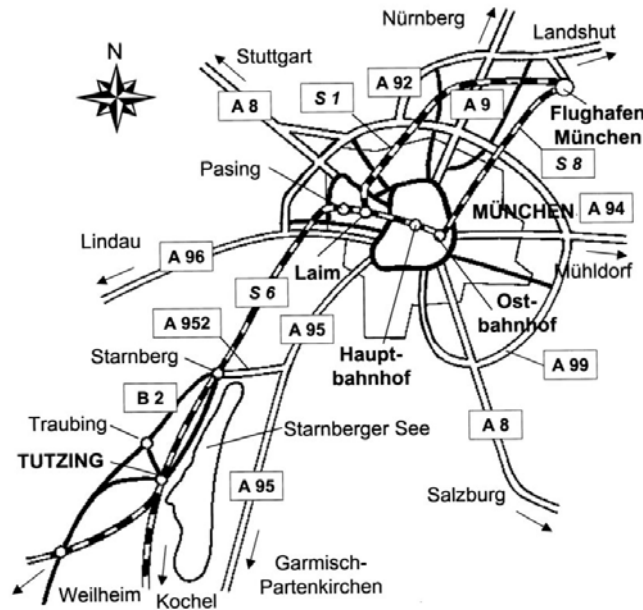 Nürnberg
N
Landshut
Stuttgart
A 92
S 1
A 9
A 8
Flughafen
München
Pasing
S 8
MÜNCHEN
A 94
Lindau
A 96
Laim
Mühldorf
S 6
Ost-
bahnhof
A 952
A 95
Haupt-
bahnhof
Starnberg
A 99
B 2
Traubing
Starnberger See
A 8
TUTZING
A 95
Salzburg
Garmisch-
Partenkirchen
Weilheim
Kochel